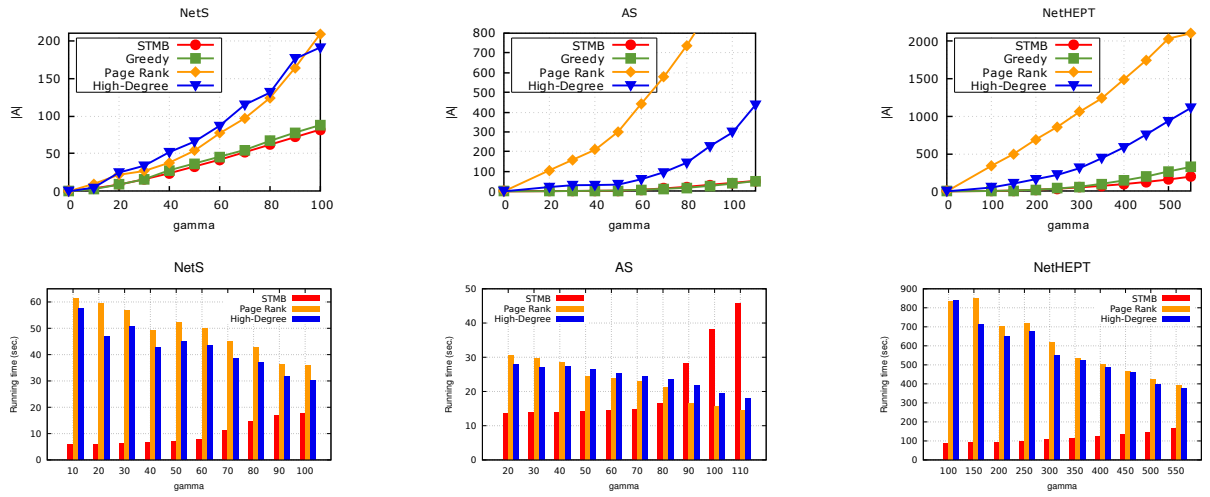 NetS
200
150
100
50
0
|A|
STMB
Greedy
Page Rank
High-Degree
0 20 40 60 80 100
gamma
AS
800
700
600
500
400
300
200
100
0
|A|
STMB
Greedy
Page Rank
High-Degree
0 20 40 60 80 100
gamma
NetHEPT
2000
1500
1000
500
0
|A|
STMB
Greedy
Page Rank
High-Degree
0 100 200 300 400 500
gamma
NetS
60
50
40
30
20
10
0
Running time (sec.)
STMB
Page Rank
High-Degree
10 20 30 40 50 60 70 80 90 100
gamma
AS
50
40
30
20
10
0
Running time (sec.)
STMB
Page Rank
High-Degree
20 30 40 50 60 70 80 90 100 110
gamma
NetHEPT
900
800
700
600
500
400
300
200
100
0
Running time (sec.)
STMB
Page Rank
High-Degree
100 150 200 250 300 350 400 450 500 550
gamma